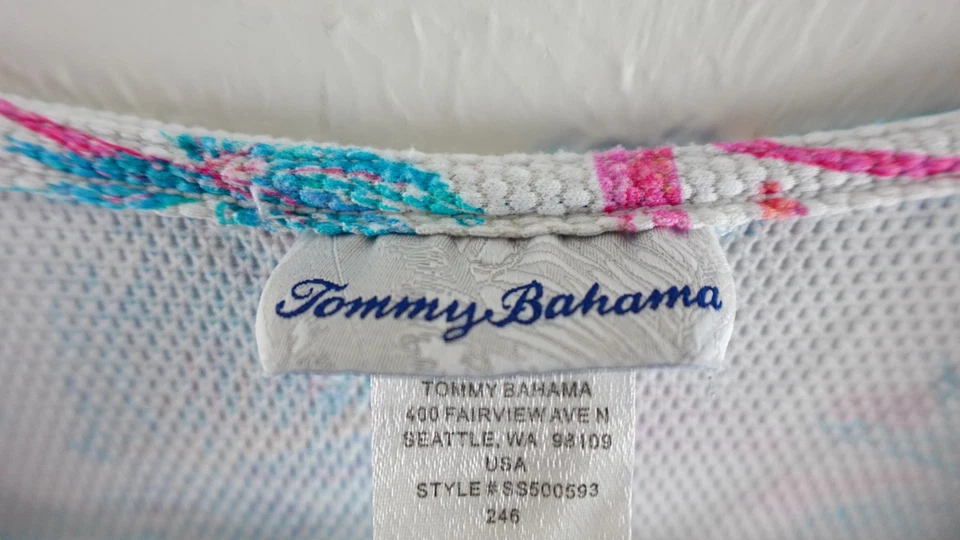 Tommy Bahama
TOMMY BAHAMA
400 FAIRVIEW AVE N
SEATTLE, WA 98109
USA
STYLE # SS500593
246